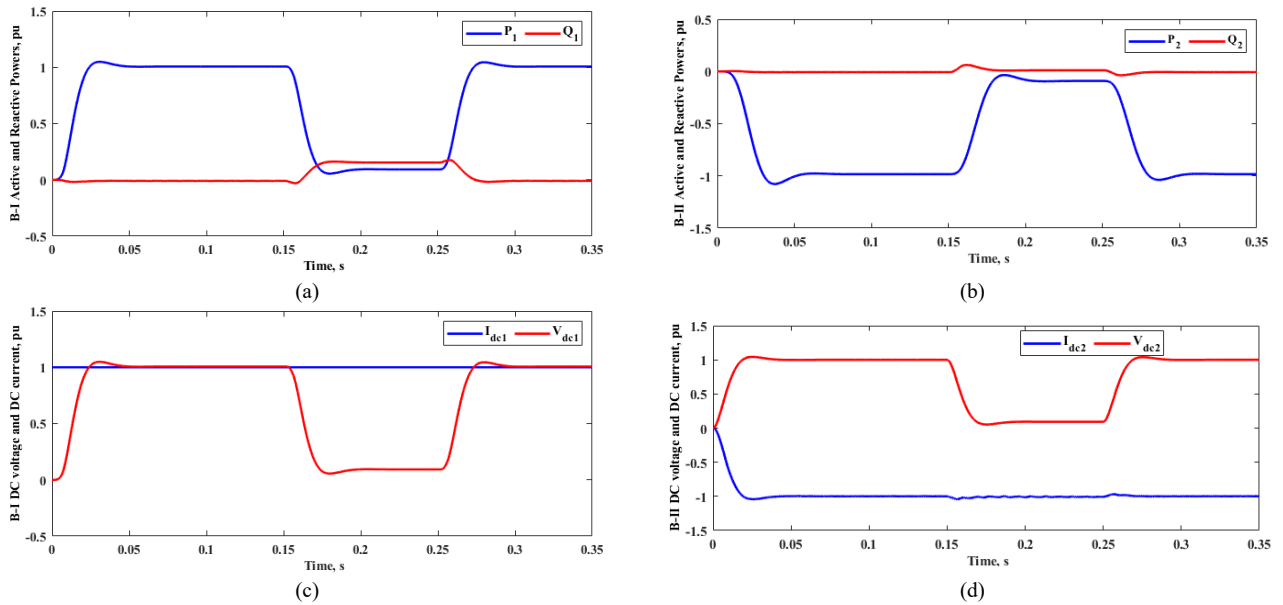 B-I Active and Reactive Powers, pu
1.5
1
0.5
0
-0.5
P1 Q1
0 0.05 0.1 0.15 0.2 0.25 0.3 0.35
Time, s
(a)
B-II Active and Reactive Powers, pu
0.5
0
-0.5
-1
-1.5
P2 Q2
0 0.05 0.1 0.15 0.2 0.25 0.3 0.35
Time, s
(b)
B-I DC voltage and DC current, pu
1.5
1
0.5
0
-0.5
Idc1 Vdc1
0 0.05 0.1 0.15 0.2 0.25 0.3 0.35
Time, s
(c)
B-II DC voltage and DC current, pu
1.5
1
0.5
0
-0.5
-1
-1.5
Idc2 Vdc2
0 0.05 0.1 0.15 0.2 0.25 0.3 0.35
Time, s
(d)